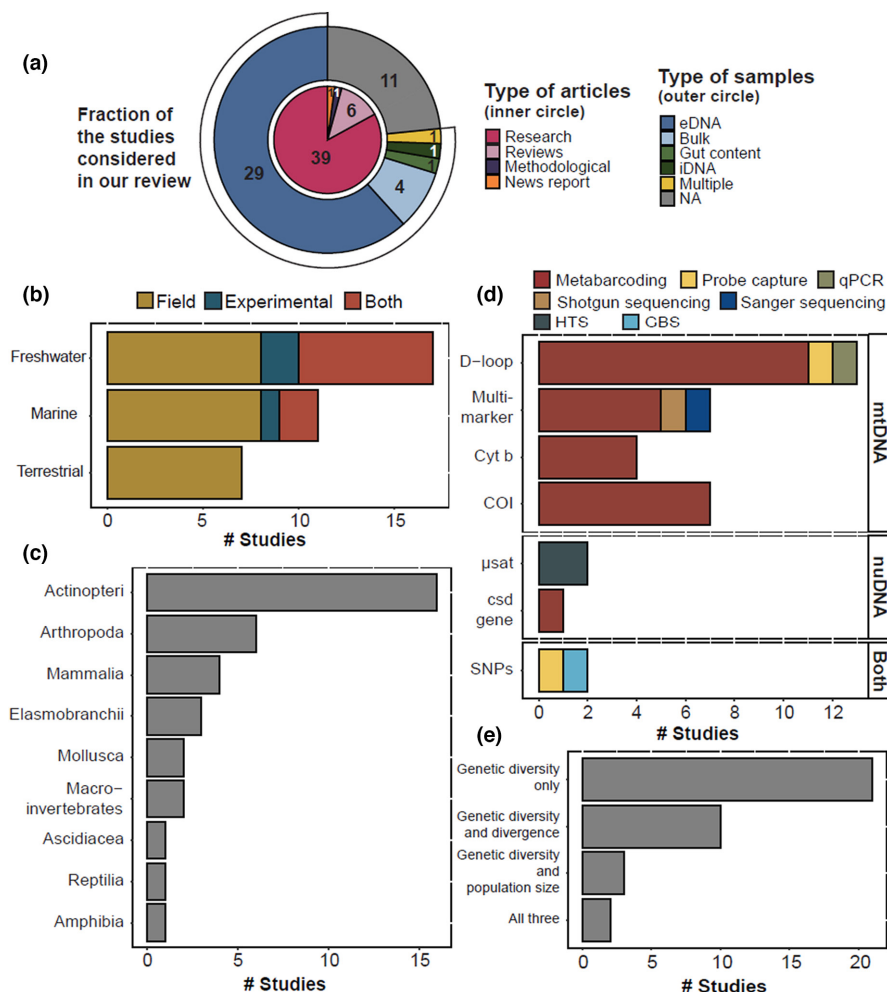 (a)
Fraction of
the studies
considered
in our review
11
1
6
39
29
1
1
1
1
4
Type of articles
(inner circle)
Research
Reviews
Methodological
News report
Type of samples
(outer circle)
eDNA
Bulk
Gut content
iDNA
Multiple
NA
(b)
Field Experimental Both
Freshwater
Marine
Terrestrial
0 5 10 15
# Studies
(c)
Actinopteri
Arthropoda
Mammalia
Elasmobranchii
Mollusca
Macro-
invertebrates
Ascidiacea
Reptilia
Amphibia
0 5 10 15
# Studies
(d)
Metabarcoding Probe capture qPCR
Shotgun sequencing Sanger sequencing
HTS GBS
D-loop
Multi-
marker
Cyt b
COI
mtDNA
µsat
csd
gene
nuDNA
SNPs
Both
0 2 4 6 8 10 12
# Studies
(e)
Genetic diversity
only
Genetic diversity
and divergence
Genetic diversity
and
population size
All three
0 5 10 15 20
# Studies